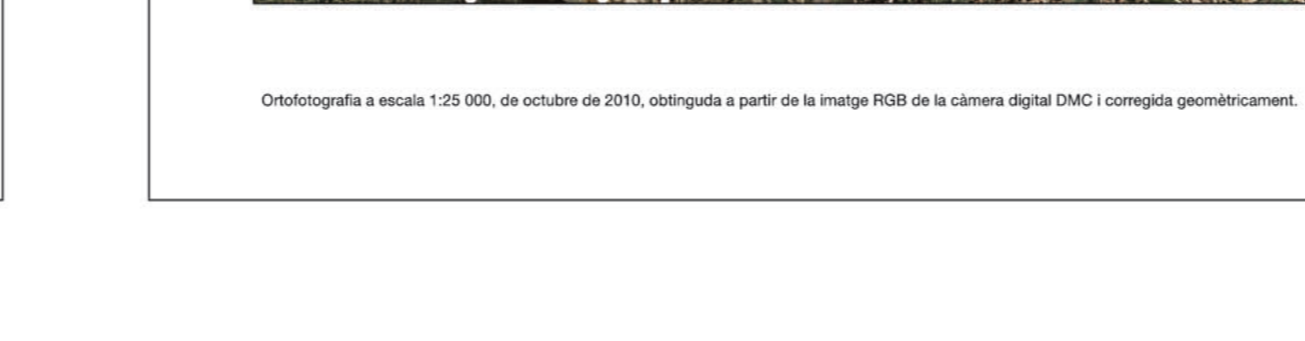 Ortofotografia a escala 1:25 000, de octubre de 2010, obtinguda a partir de la imatge RGB de la càmera digital DMC i corregida geomètricament.